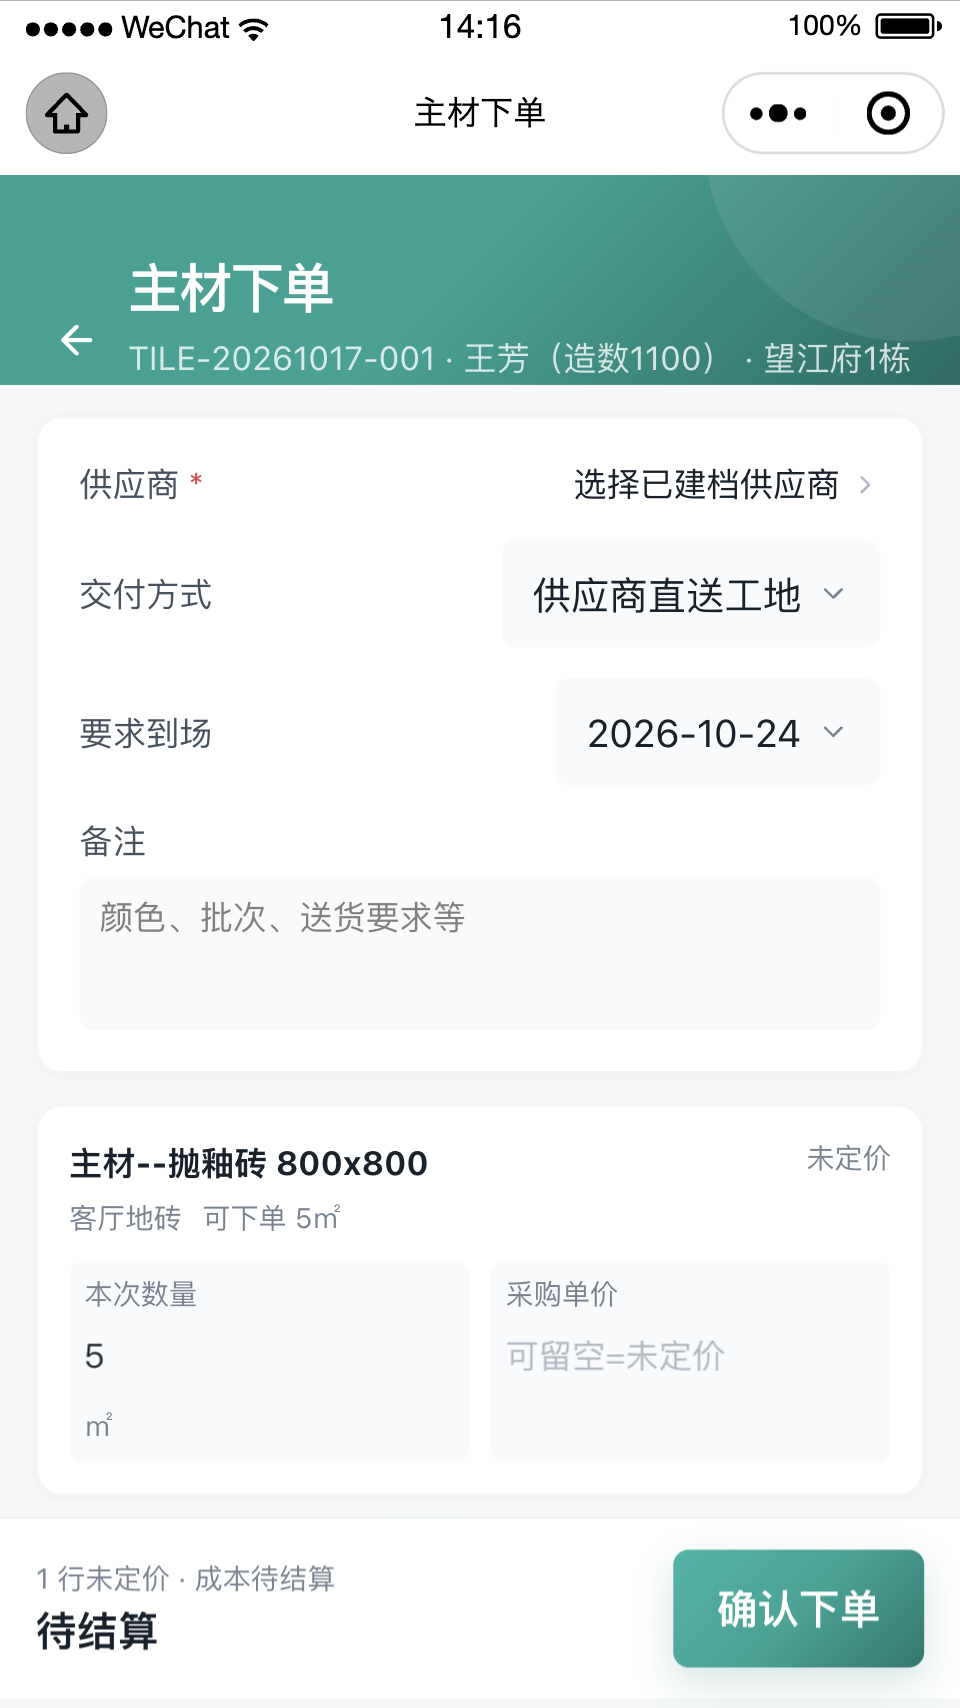 WeChat 14:16 100%
主材下单
主材下单
TILE-20261017-001 · 王芳（造数1100） · 望江府1栋
供应商 * 选择已建档供应商
交付方式 供应商直送工地
要求到场 2026-10-24
备注
颜色、批次、送货要求等
主材--抛釉砖 800x800 未定价
客厅地砖 可下单 5㎡
本次数量 采购单价
5 可留空=未定价
㎡
1 行未定价 · 成本待结算
待结算 确认下单